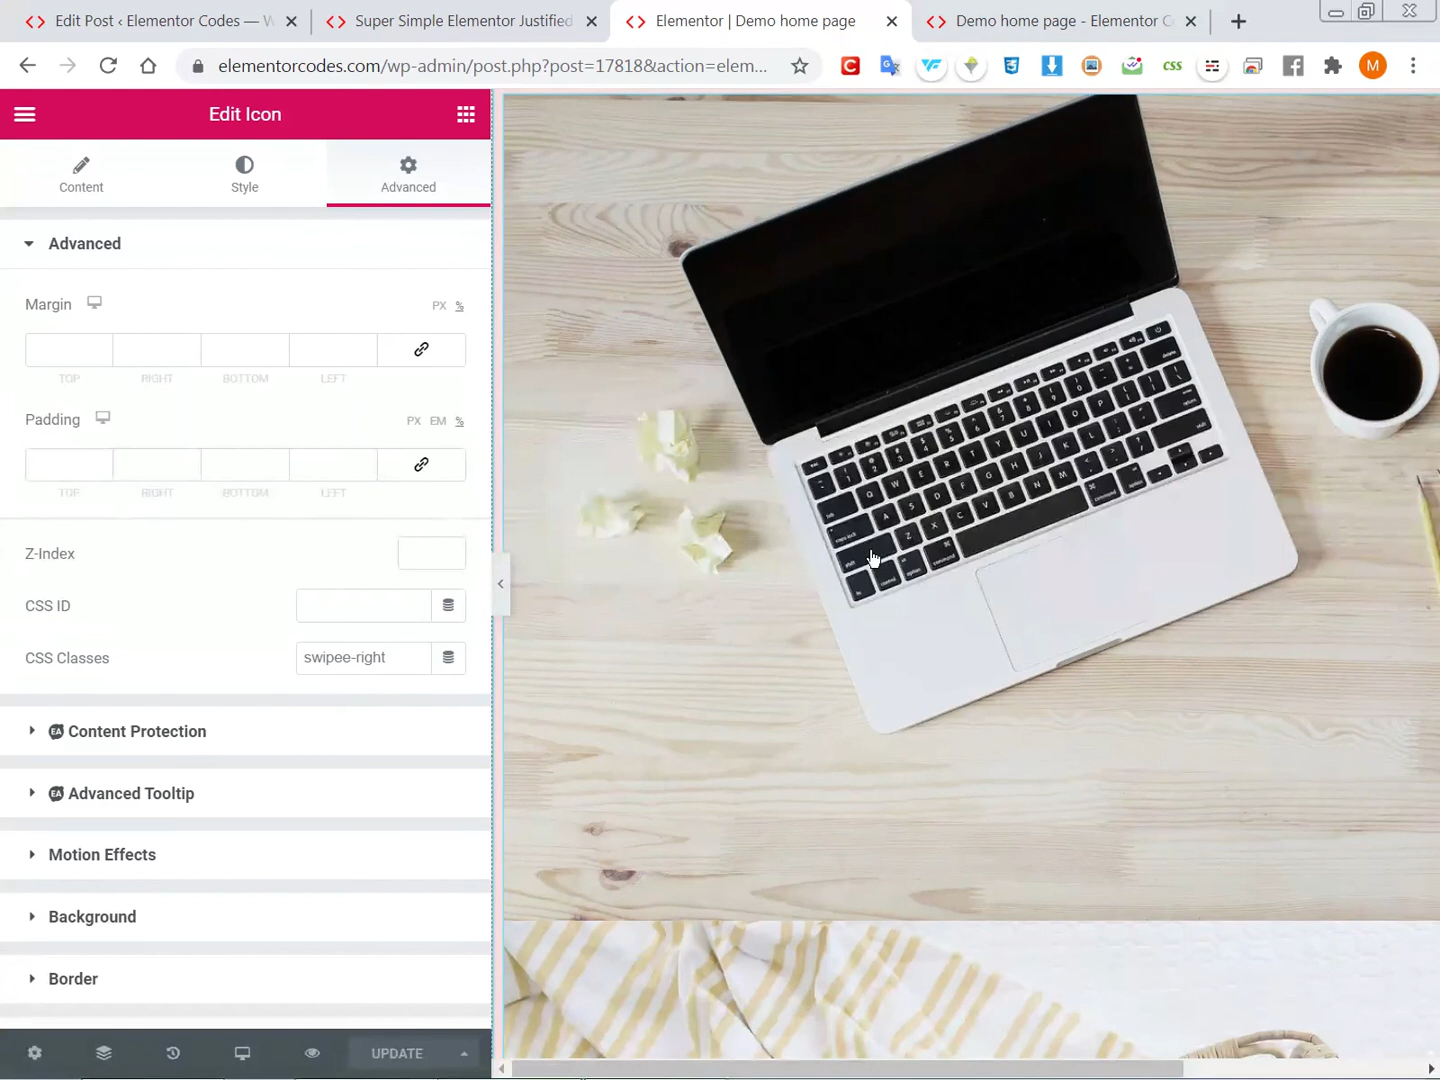 Edit Post ‹ Elementor Codes — W
Super Simple Elementor Justified
Elementor | Demo home page
Demo home page - Elementor C
elementorcodes.com/wp-admin/post.php?post=17818&action=elem...
CSS
M
Edit Icon
Content
Style
Advanced
Advanced
Margin
PX %
TOP RIGHT BOTTOM LEFT
Padding
PX EM %
TOP RIGHT BOTTOM LEFT
Z-Index
CSS ID
CSS Classes
swipee-right
EA Content Protection
EA Advanced Tooltip
Motion Effects
Background
Border
UPDATE